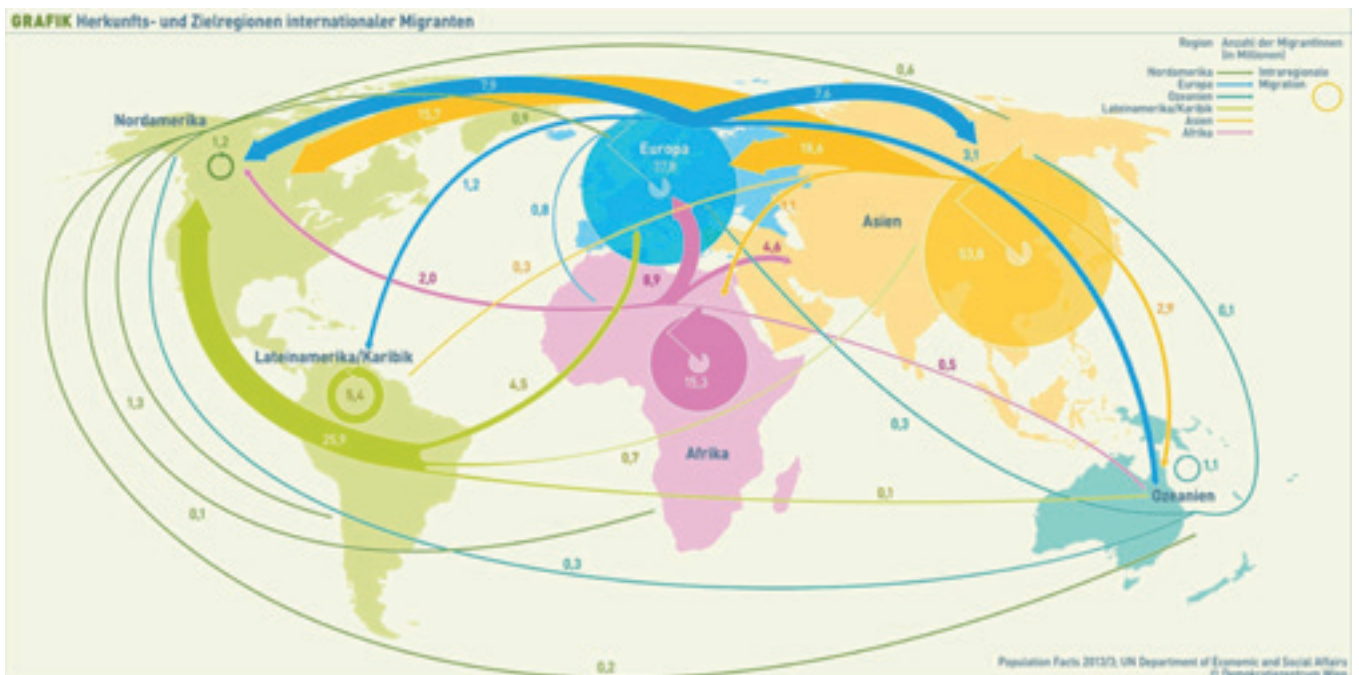 GRAFIK Herkunfts- und Zielregionen internationaler Migranten
Region Anzahl der MigrantInnen
(in Millionen)
Nordamerika Intraregionale
Europa Migration
Ozeanien
Lateinamerika/Karibik
Asien
Afrika
0,6
7,9
7,6
15,7
0,9
Nordamerika
1,2
Europa
18,6
3,1
1,2
0,8
Asien
4,6
53,8
0,3
2,0
8,9
2,9
0,1
Lateinamerika/Karibik
15,3
0,5
5,4
4,5
1,3
0,3
25,9
0,7
Afrika
1,1
0,1
Ozeanien
0,1
0,3
0,2
Population Facts 2013/3; UN Department of Economic and Social Affairs
© Demokratiezentrum Wien